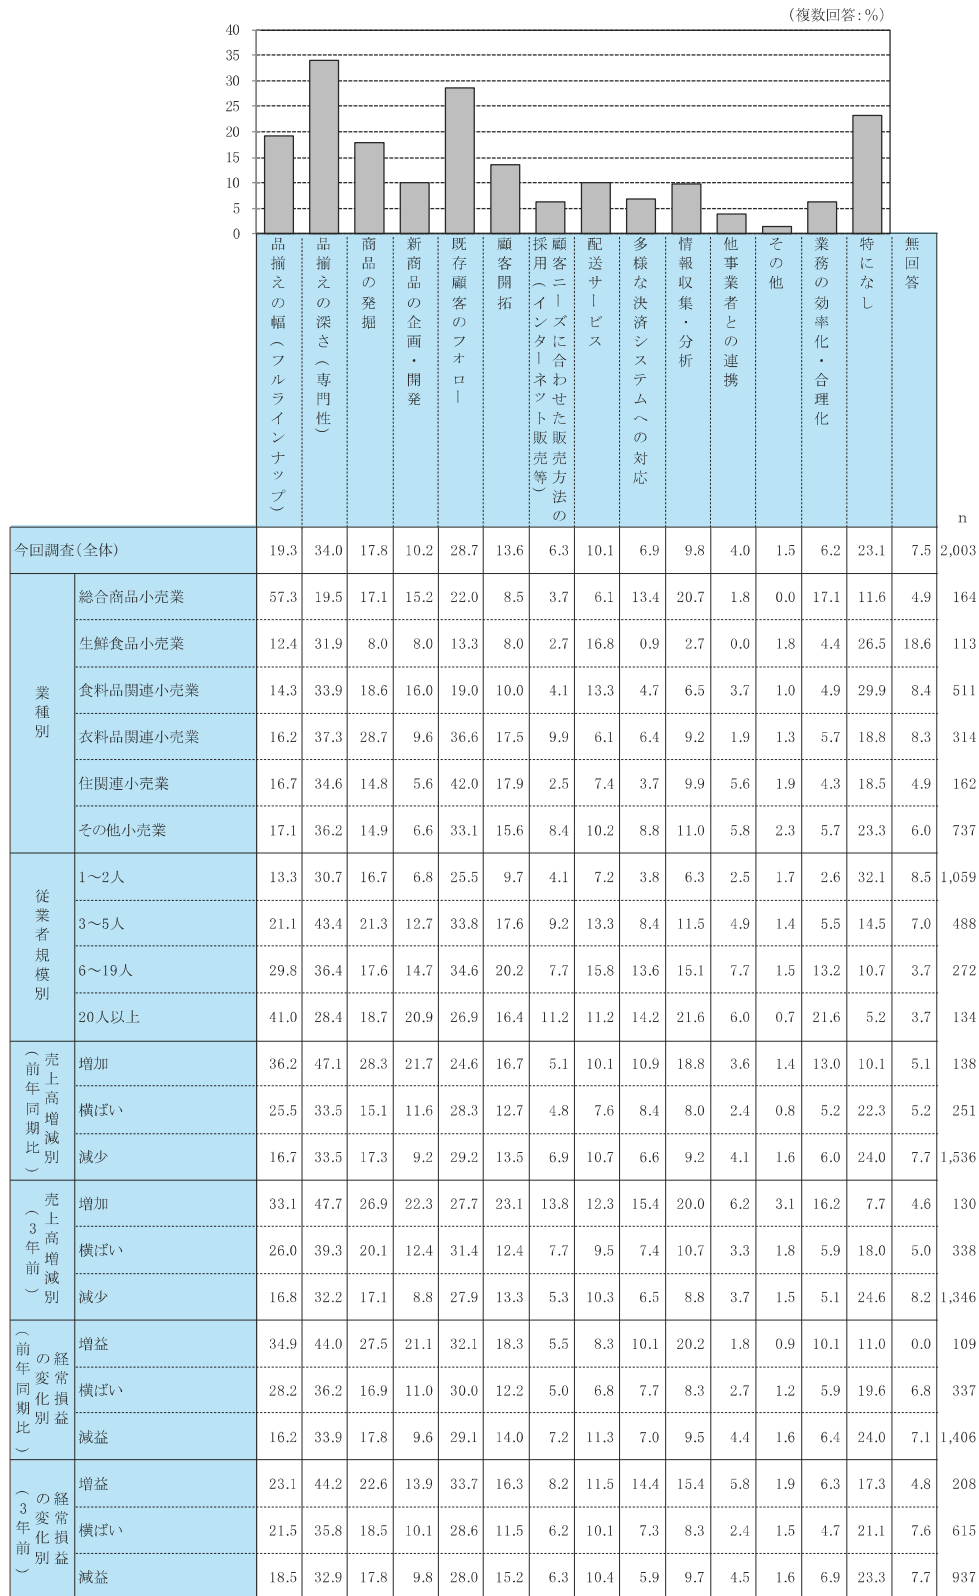 （複数回答：％）
40
35
30
25
20
15
10
5
0
品揃えの幅（フルラインナップ）
品揃えの深さ（専門性）
商品の発掘
新商品の企画・開発
既存顧客のフォロー
顧客開拓
顧客ニーズに合わせた販売方法の
採用（インターネット販売等）
配送サービス
多様な決済システムへの対応
情報収集・分析
他事業者との連携
その他
業務の効率化・合理化
特になし
無回答
n
今回調査（全体） 19.3 34.0 17.8 10.2 28.7 13.6 6.3 10.1 6.9 9.8 4.0 1.5 6.2 23.1 7.5 2,003
業種別
総合商品小売業 57.3 19.5 17.1 15.2 22.0 8.5 3.7 6.1 13.4 20.7 1.8 0.0 17.1 11.6 4.9 164
生鮮食品小売業 12.4 31.9 8.0 8.0 13.3 8.0 2.7 16.8 0.9 2.7 0.0 1.8 4.4 26.5 18.6 113
食料品関連小売業 14.3 33.9 18.6 16.0 19.0 10.0 4.1 13.3 4.7 6.5 3.7 1.0 4.9 29.9 8.4 511
衣料品関連小売業 16.2 37.3 28.7 9.6 36.6 17.5 9.9 6.1 6.4 9.2 1.9 1.3 5.7 18.8 8.3 314
住関連小売業 16.7 34.6 14.8 5.6 42.0 17.9 2.5 7.4 3.7 9.9 5.6 1.9 4.3 18.5 4.9 162
その他小売業 17.1 36.2 14.9 6.6 33.1 15.6 8.4 10.2 8.8 11.0 5.8 2.3 5.7 23.3 6.0 737
従業者規模別
1～2人 13.3 30.7 16.7 6.8 25.5 9.7 4.1 7.2 3.8 6.3 2.5 1.7 2.6 32.1 8.5 1,059
3～5人 21.1 43.4 21.3 12.7 33.8 17.6 9.2 13.3 8.4 11.5 4.9 1.4 5.5 14.5 7.0 488
6～19人 29.8 36.4 17.6 14.7 34.6 20.2 7.7 15.8 13.6 15.1 7.7 1.5 13.2 10.7 3.7 272
20人以上 41.0 28.4 18.7 20.9 26.9 16.4 11.2 11.2 14.2 21.6 6.0 0.7 21.6 5.2 3.7 134
売上高増減別
（前年同期比）
増加 36.2 47.1 28.3 21.7 24.6 16.7 5.1 10.1 10.9 18.8 3.6 1.4 13.0 10.1 5.1 138
横ばい 25.5 33.5 15.1 11.6 28.3 12.7 4.8 7.6 8.4 8.0 2.4 0.8 5.2 22.3 5.2 251
減少 16.7 33.5 17.3 9.2 29.2 13.5 6.9 10.7 6.6 9.2 4.1 1.6 6.0 24.0 7.7 1,536
売上高増減別
（3年前）
増加 33.1 47.7 26.9 22.3 27.7 23.1 13.8 12.3 15.4 20.0 6.2 3.1 16.2 7.7 4.6 130
横ばい 26.0 39.3 20.1 12.4 31.4 12.4 7.7 9.5 7.4 10.7 3.3 1.8 5.9 18.0 5.0 338
減少 16.8 32.2 17.1 8.8 27.9 13.3 5.3 10.3 6.5 8.8 3.7 1.5 5.1 24.6 8.2 1,346
経常損益
の変化別
（前年同期比）
増益 34.9 44.0 27.5 21.1 32.1 18.3 5.5 8.3 10.1 20.2 1.8 0.9 10.1 11.0 0.0 109
横ばい 28.2 36.2 16.9 11.0 30.0 12.2 5.0 6.8 7.7 8.3 2.7 1.2 5.9 19.6 6.8 337
減益 16.2 33.9 17.8 9.6 29.1 14.0 7.2 11.3 7.0 9.5 4.4 1.6 6.4 24.0 7.1 1,406
経常損益
の変化別
（3年前）
増益 23.1 44.2 22.6 13.9 33.7 16.3 8.2 11.5 14.4 15.4 5.8 1.9 6.3 17.3 4.8 208
横ばい 21.5 35.8 18.5 10.1 28.6 11.5 6.2 10.1 7.3 8.3 2.4 1.5 4.7 21.1 7.6 615
減益 18.5 32.9 17.8 9.8 28.0 15.2 6.3 10.4 5.9 9.7 4.5 1.6 6.9 23.3 7.7 937